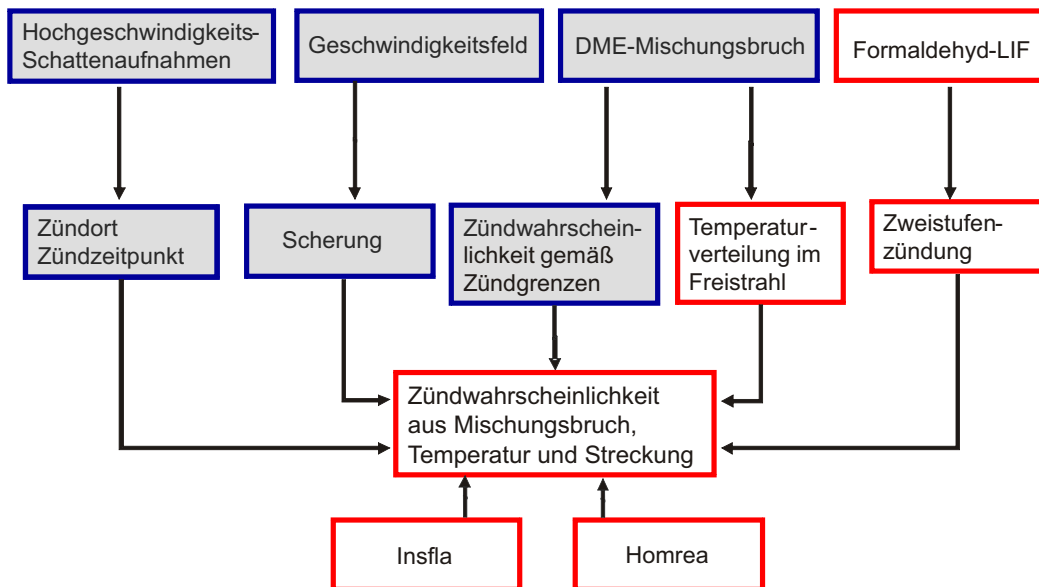 Hochgeschwindigkeits-
Schattenaufnahmen
Geschwindigkeitsfeld
DME-Mischungsbruch
Formaldehyd-LIF
Zündort
Zündzeitpunkt
Scherung
Zündwahrschein-
lichkeit gemäß
Zündgrenzen
Temperatur-
verteilung im
Freistrahl
Zweistufen-
zündung
Zündwahrscheinlichkeit
aus Mischungsbruch,
Temperatur und Streckung
Insfla
Homrea